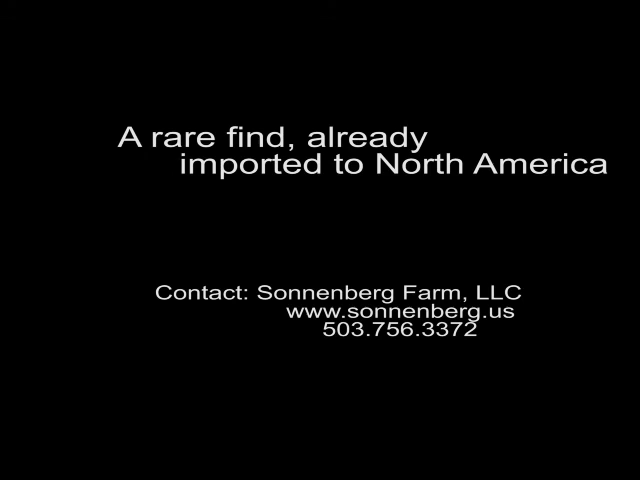 A rare find, already
imported to North America
Contact: Sonnenberg Farm, LLC
www.sonnenberg.us
503.756.3372